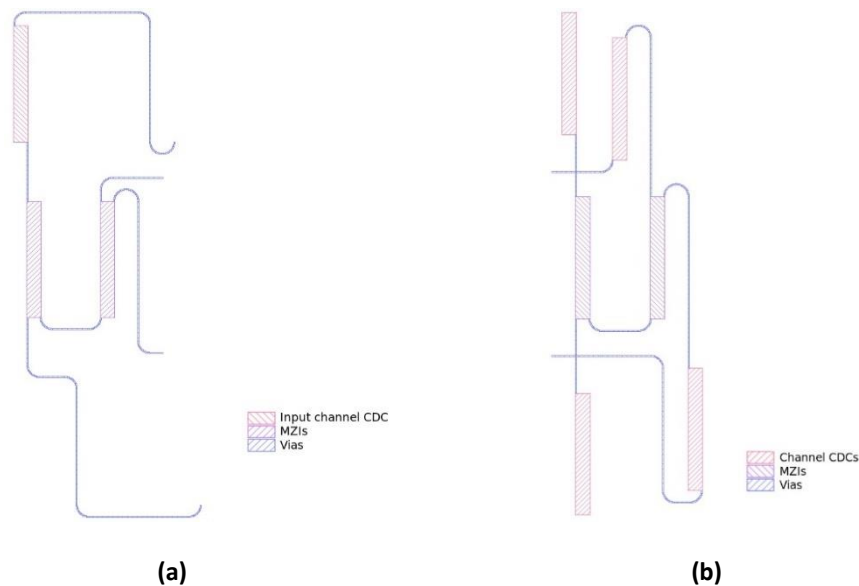 Input channel CDC
MZIs
Vias
Channel CDCs
MZIs
Vias
(a)
(b)